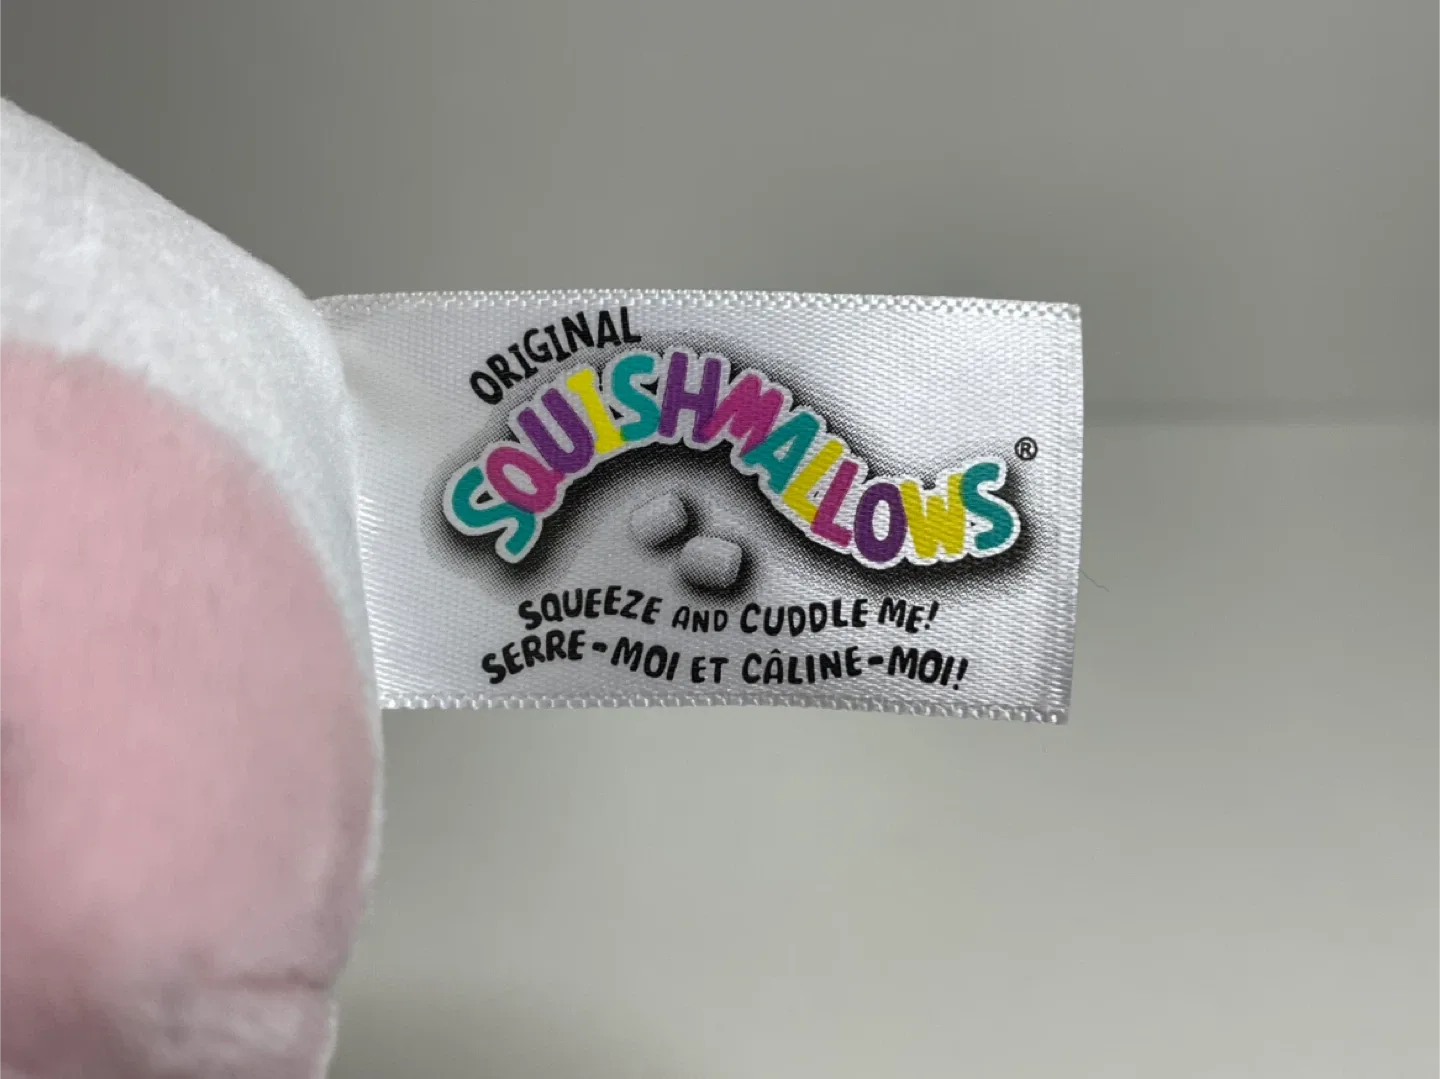 ORIGINAL
SQUISHMALLOWS®
SQUEEZE AND CUDDLE ME!
SERRE-MOI ET CÂLINE-MOI!